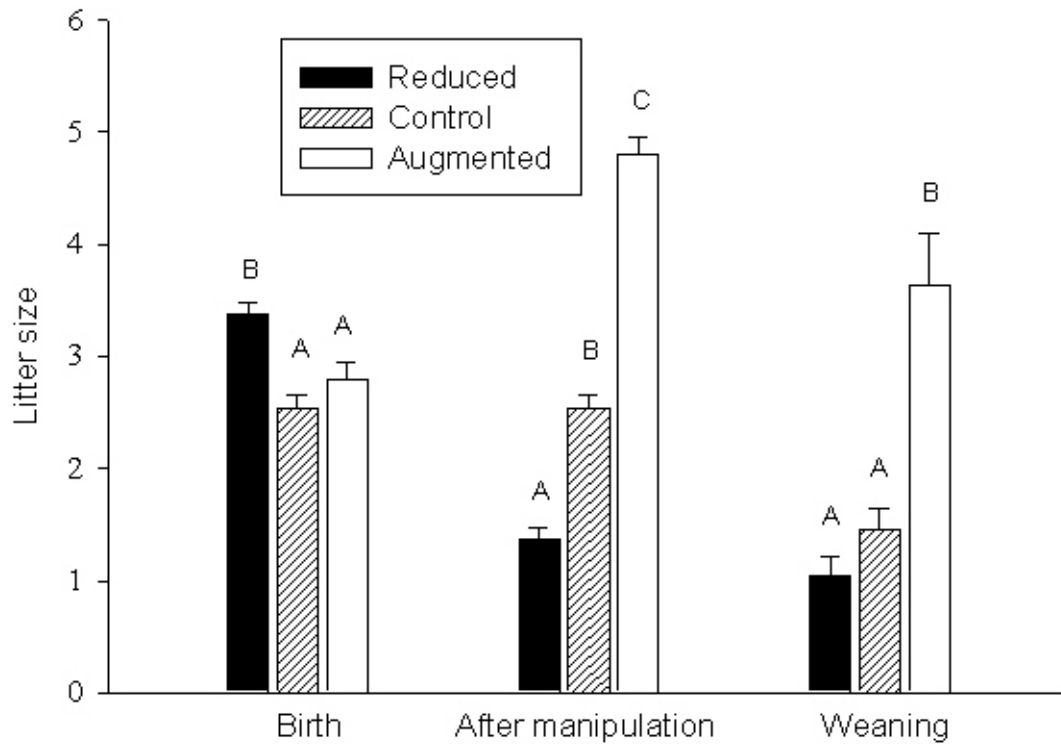 6
5
4
3
2
1
0
Litter size
Reduced
Control
Augmented
B
A
A
A
B
C
A
A
B
Birth
After manipulation
Weaning